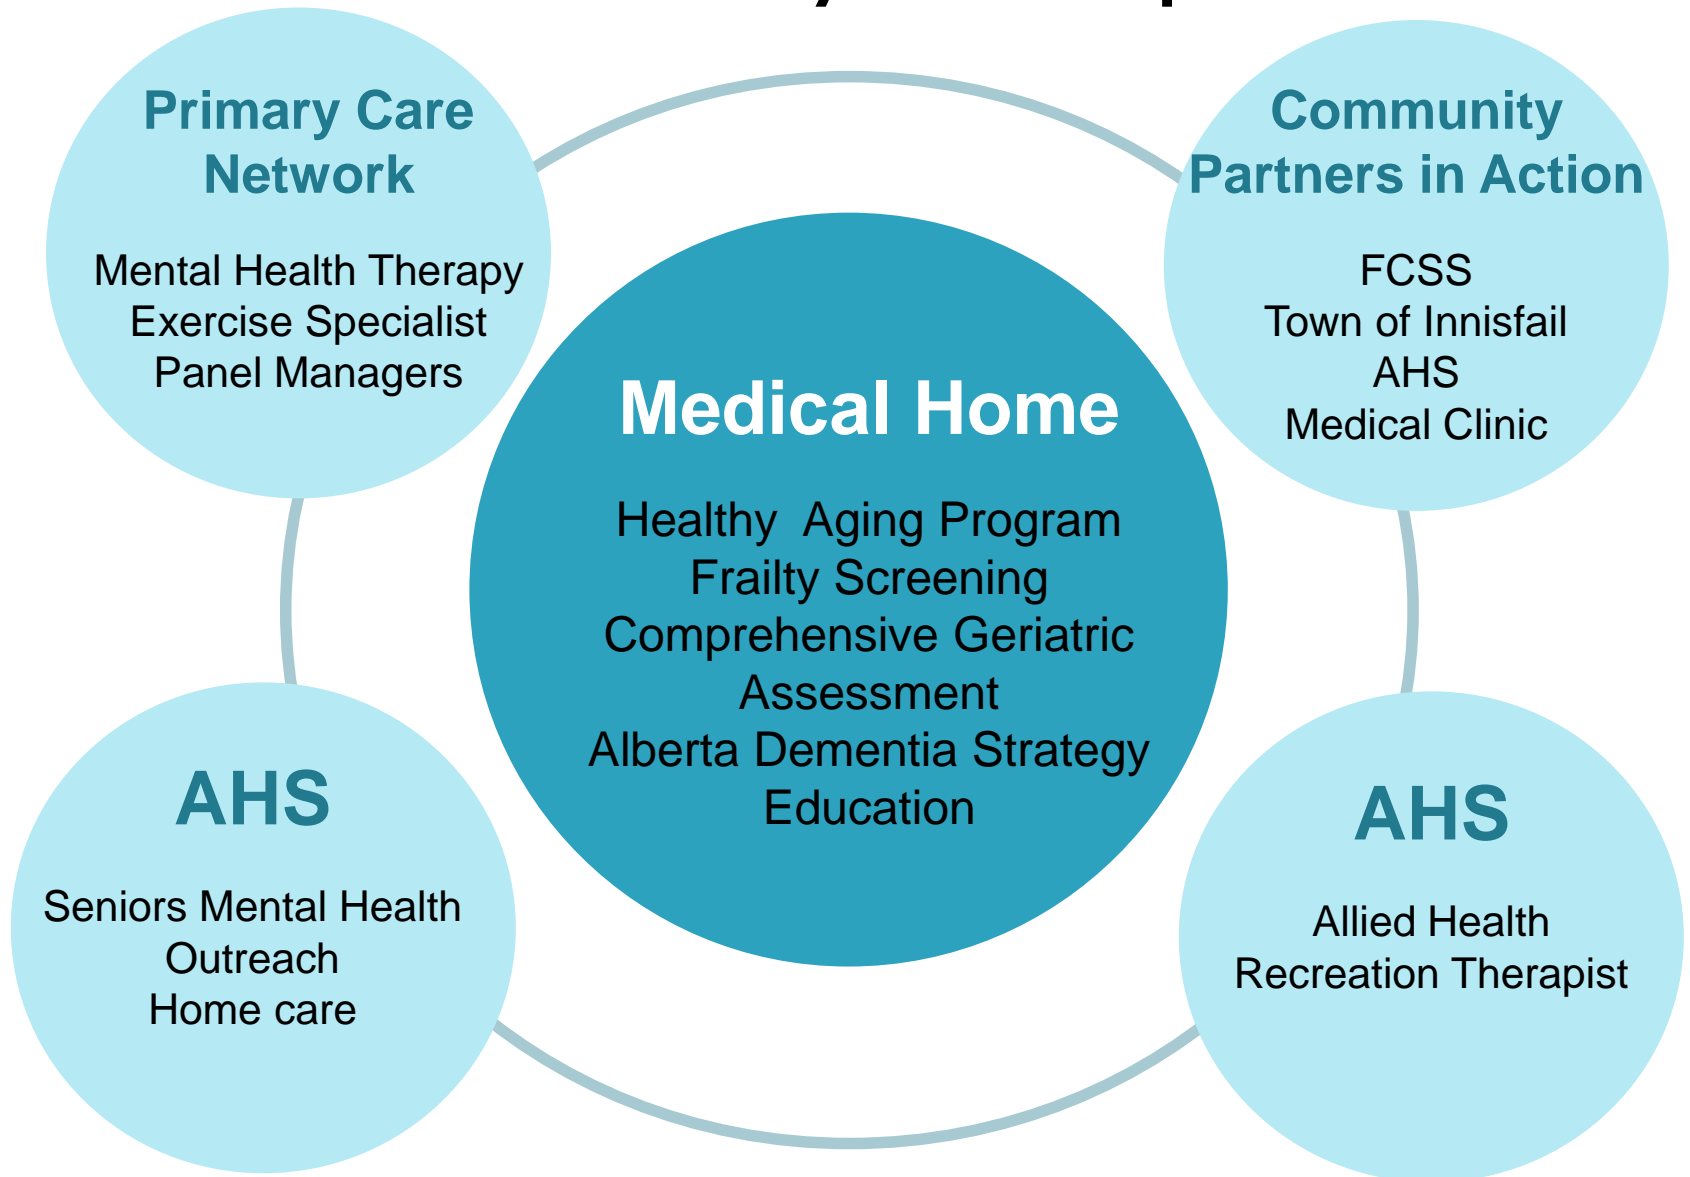 Primary Care
Network
Mental Health Therapy
Exercise Specialist
Panel Managers
Community
Partners in Action
FCSS
Town of Innisfail
AHS
Medical Clinic
Medical Home
Healthy  Aging Program
Frailty Screening
Comprehensive Geriatric
Assessment
Alberta Dementia Strategy
Education
AHS
Seniors Mental Health
Outreach
Home care
AHS
Allied Health
Recreation Therapist